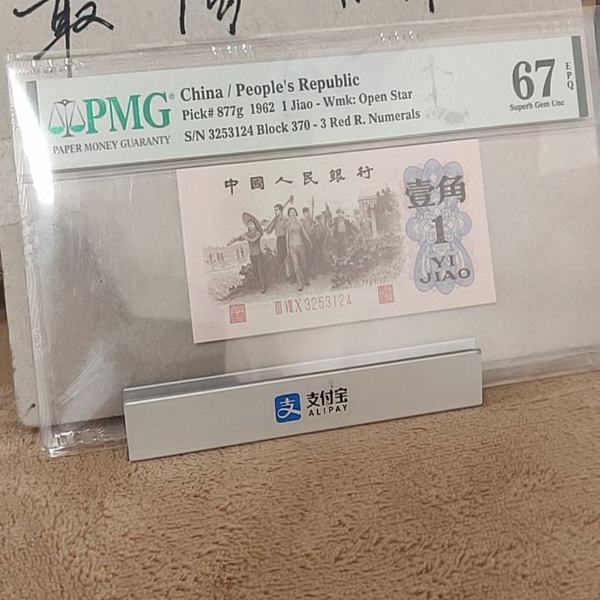 最
PMG
PAPER MONEY GUARANTY
China / People's Republic
Pick# 877g 1962 1 Jiao - Wmk: Open Star
S/N 3253124 Block 370 - 3 Red R. Numerals
67
EPQ
Superb Gem Unc
中國人民銀行
壹角
1
YI
JIAO
III VII X 3253124
支 支付宝
ALIPAY